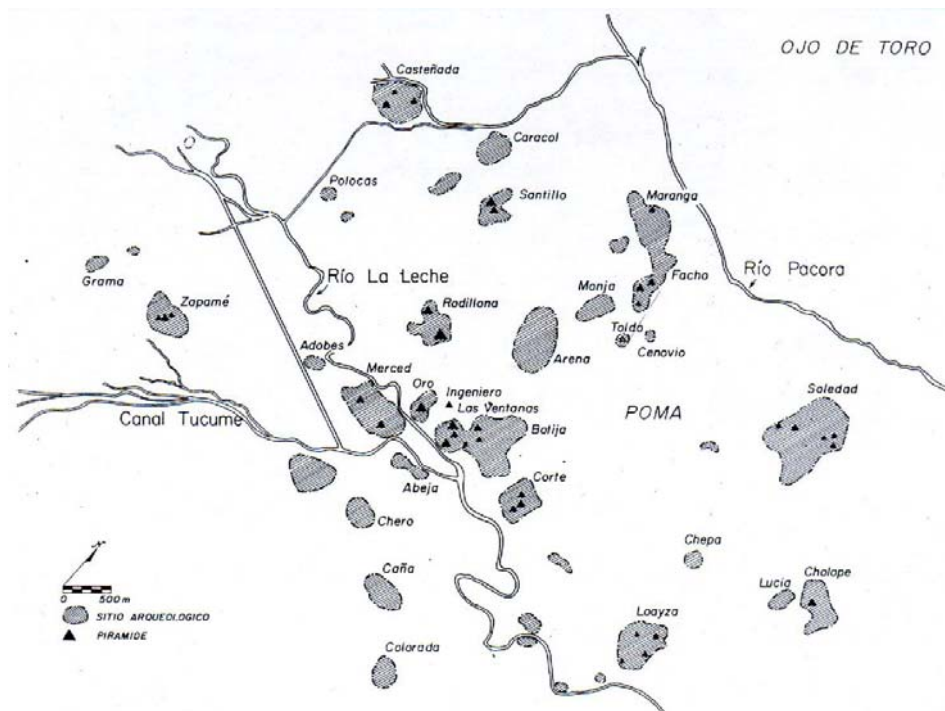 OJO DE TORO
Casteñada
Caracol
Polocas
Santillo
Maranga
Grama
Río La Leche
Facho
Río Pacora
Zapamé
Rodillona
Monja
Toldo
Cenovio
Adobes
Arena
Merced
Oro
Ingeniero
Las Ventanas
Soledad
Canal Tucume
POMA
Botija
Abeja
Corte
Chero
Chepa
N
Caña
Lucía
Cholope
0 500m
SITIO ARQUEOLOGICO
Loayza
PIRAMIDE
Colorada